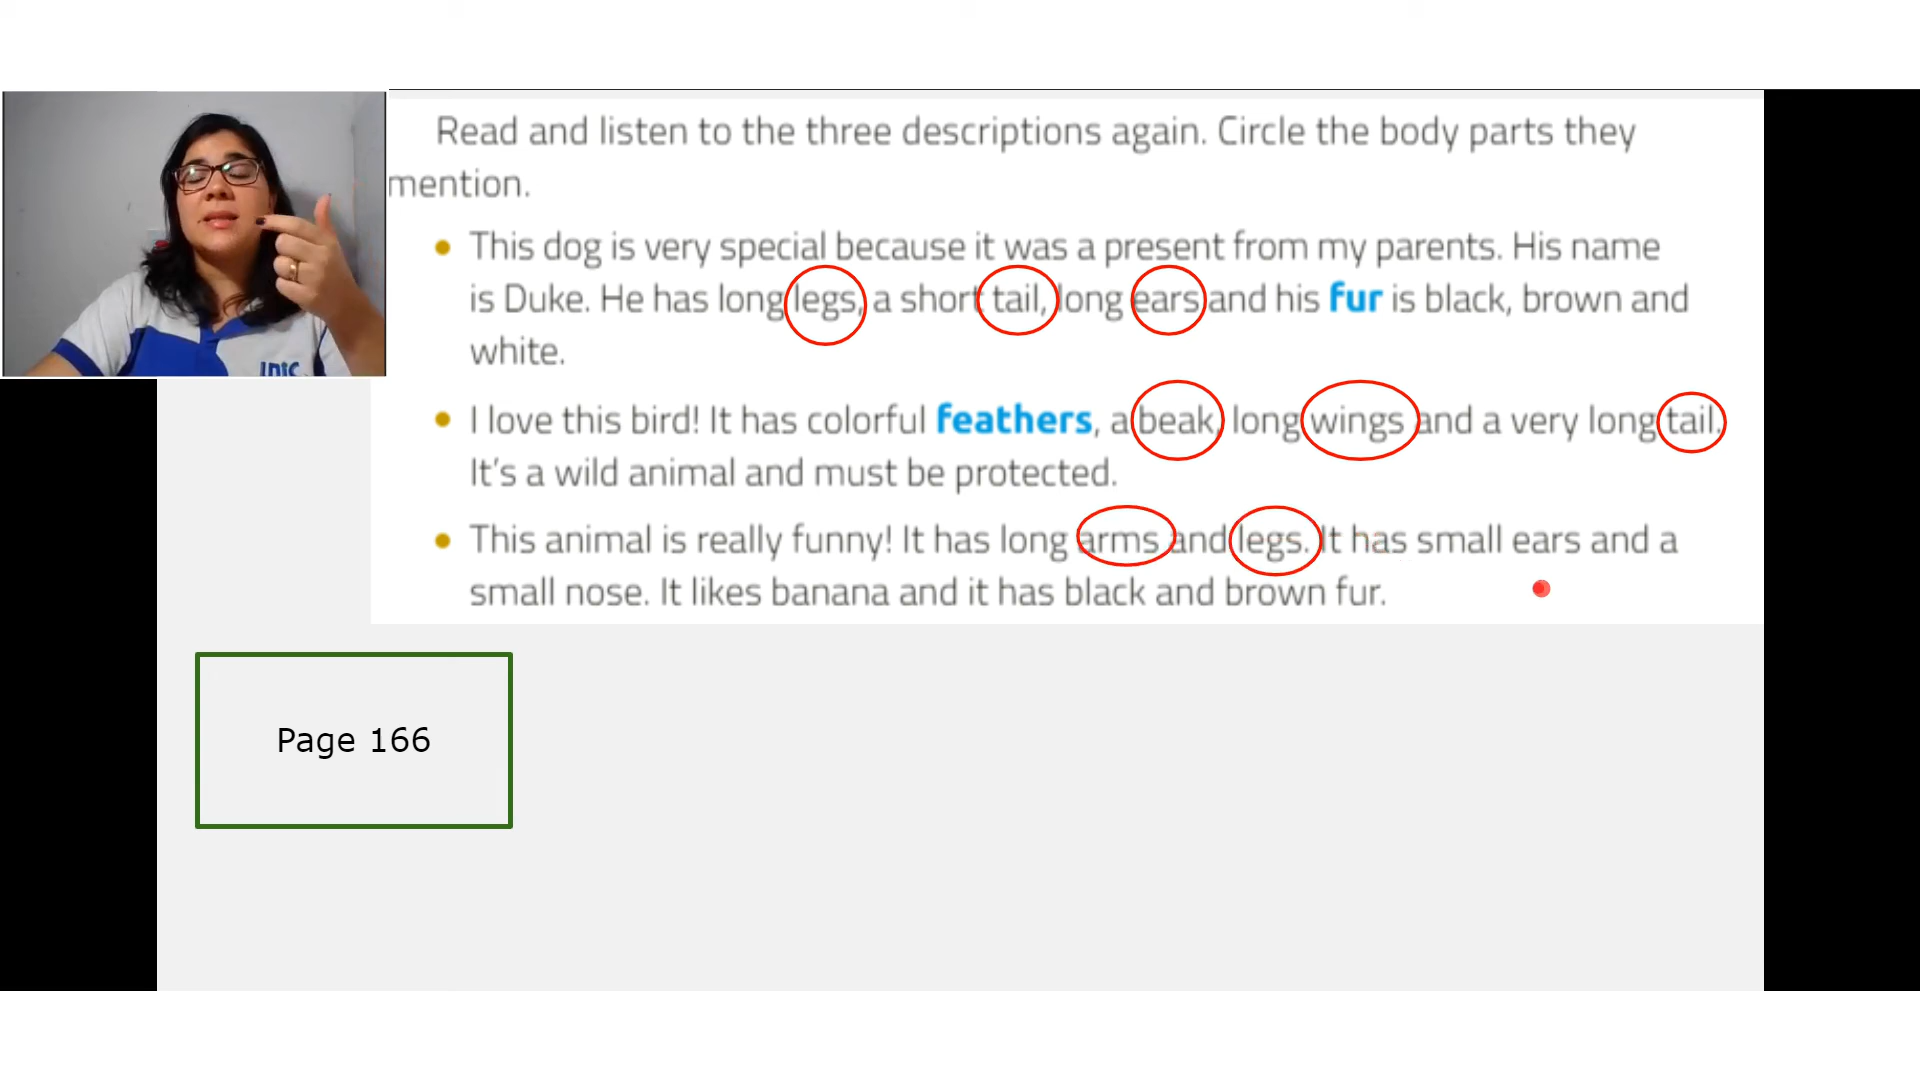 Read and listen to the three descriptions again. Circle the body parts they
mention.
This dog is very special because it was a present from my parents. His name
is Duke. He has long legs, a short tail, long ears and his fur is black, brown and
white.
I love this bird! It has colorful feathers, a beak, long wings and a very long tail.
It's a wild animal and must be protected.
This animal is really funny! It has long arms and legs. It has small ears and a
small nose. It likes banana and it has black and brown fur.
Page 166